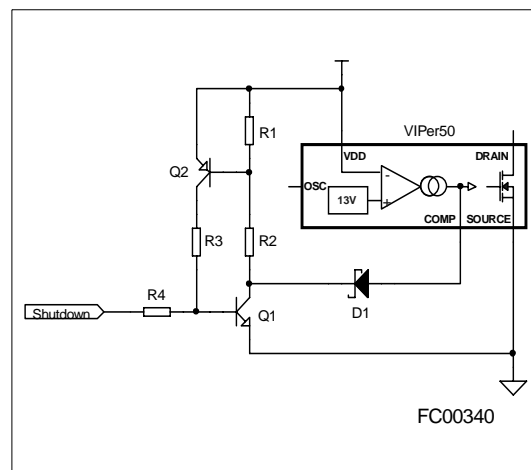 R1
VIPer50
Q2
VDD
DRAIN
OSC
-
13V
+
COMP
SOURCE
R3
R2
R4
D1
Shutdown
Q1
FC00340